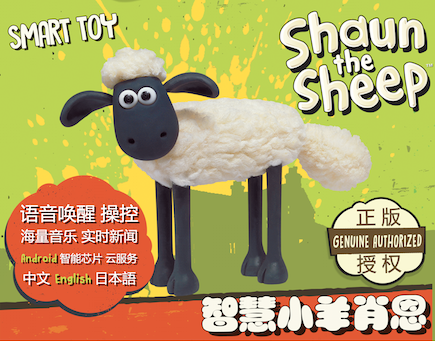 SMART TOY
Shaun
the
Sheep
语音唤醒 操控
海量音乐 实时新闻
Android 智能芯片 云服务
中文 English 日本語
正版
GENUINE AUTHORIZED
授权
智慧小羊肖恩